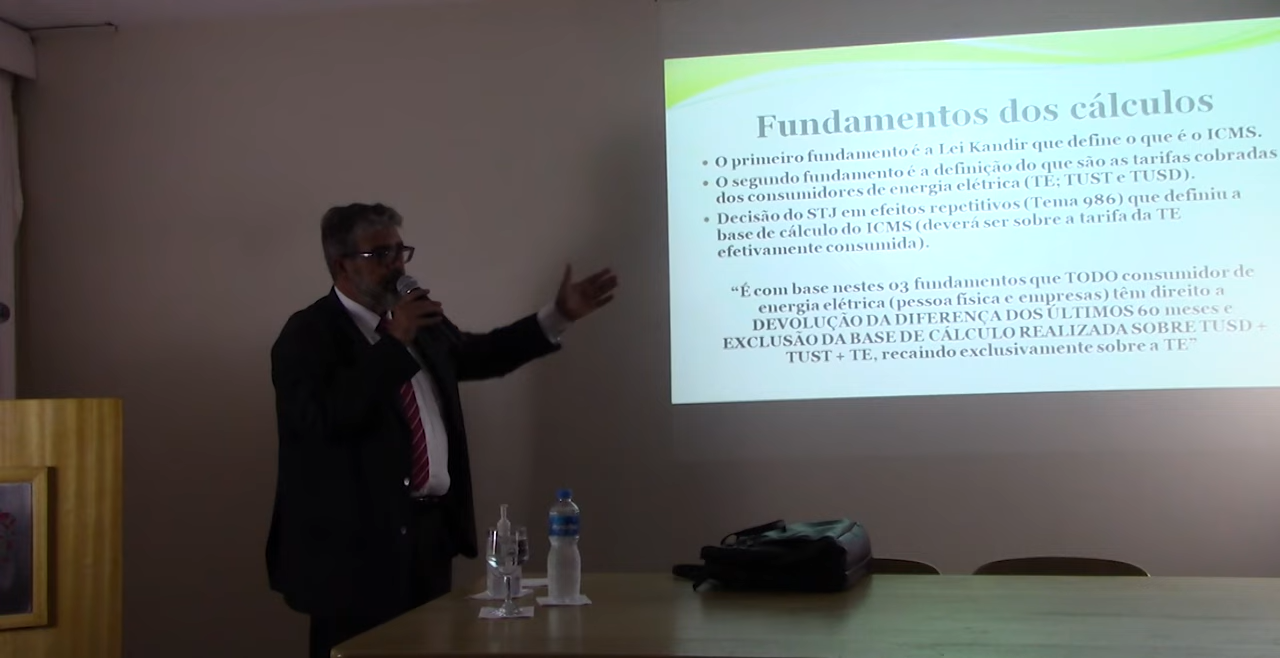 Fundamentos dos cálculos
• O primeiro fundamento é a Lei Kandir que define o que é o ICMS.
• O segundo fundamento é a definição do que são as tarifas cobradas
dos consumidores de energia elétrica (TE; TUST e TUSD).
• Decisão do STJ em efeitos repetitivos (Tema 986) que definiu a
base de cálculo do ICMS (deverá ser sobre a tarifa da TE
efetivamente consumida).
“É com base nestes 03 fundamentos que TODO consumidor de
energia elétrica (pessoa física e empresas) têm direito a
DEVOLUÇÃO DA DIFERENÇA DOS ÚLTIMOS 60 meses e
EXCLUSÃO DA BASE DE CÁLCULO REALIZADA SOBRE TUSD +
TUST + TE, recaindo exclusivamente sobre a TE”